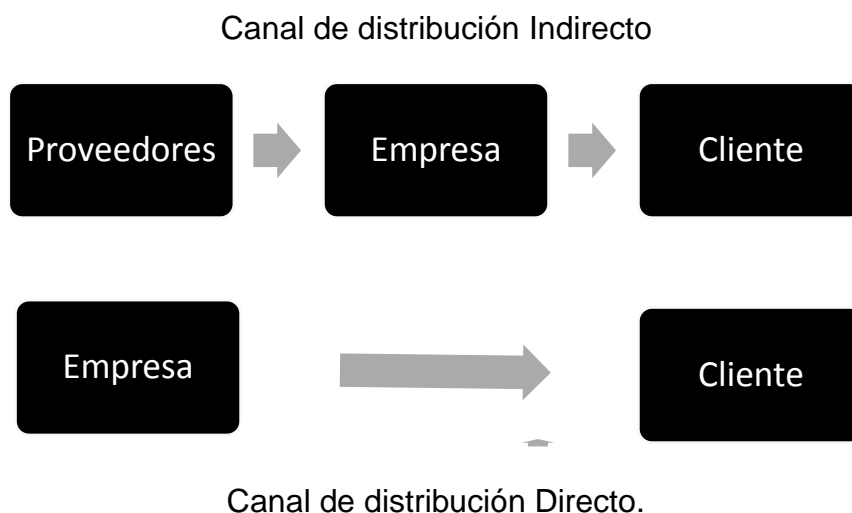 Canal de distribución Indirecto
Proveedores
Empresa
Cliente
Empresa
Cliente
Canal de distribución Directo.